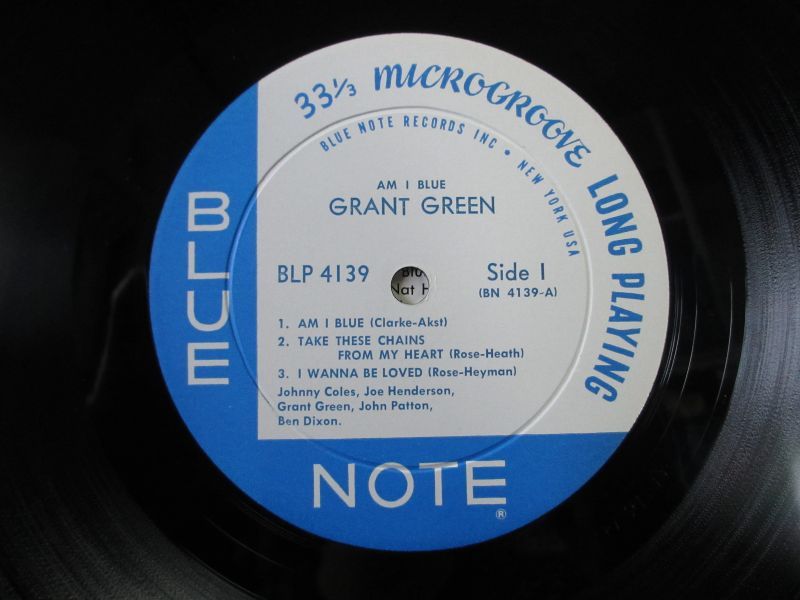 33⅓ MICROGROOVE LONG PLAYING
BLUE NOTE RECORDS INC • NEW YORK USA
AM I BLUE
GRANT GREEN
BLP 4139
Side 1
(BN 4139-A)
1. AM I BLUE (Clarke-Akst)
2. TAKE THESE CHAINS
FROM MY HEART (Rose-Heath)
3. I WANNA BE LOVED (Rose-Heyman)
Johnny Coles, Joe Henderson,
Grant Green, John Patton,
Ben Dixon.
BLUE
NOTE
®